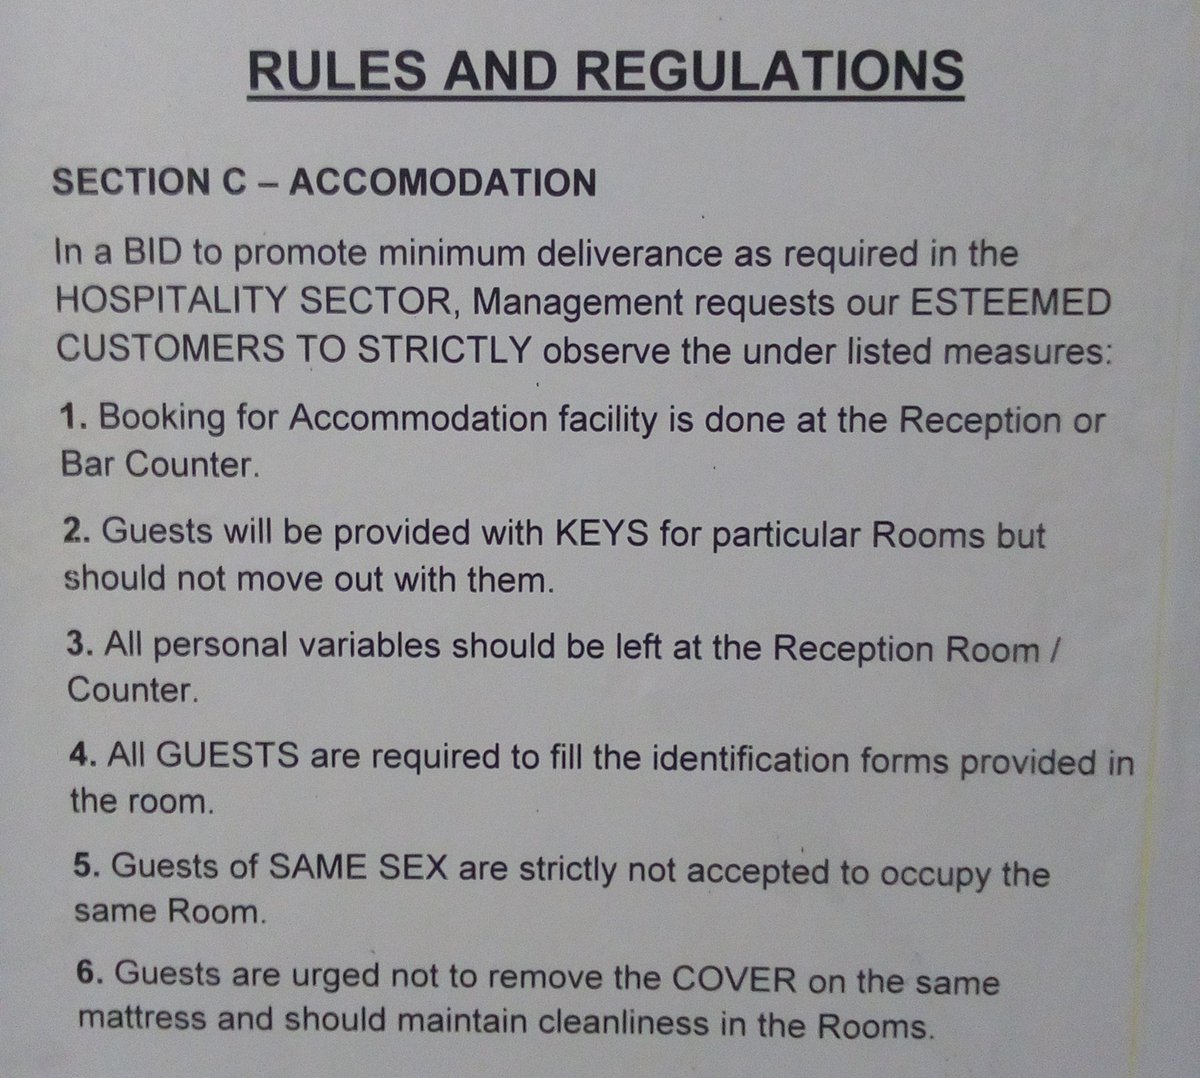 RULES AND REGULATIONS
SECTION C – ACCOMODATION
In a BID to promote minimum deliverance as required in the
HOSPITALITY SECTOR, Management requests our ESTEEMED
CUSTOMERS TO STRICTLY observe the under listed measures:
1. Booking for Accommodation facility is done at the Reception or
Bar Counter.
2. Guests will be provided with KEYS for particular Rooms but
should not move out with them.
3. All personal variables should be left at the Reception Room /
Counter.
4. All GUESTS are required to fill the identification forms provided in
the room.
5. Guests of SAME SEX are strictly not accepted to occupy the
same Room.
6. Guests are urged not to remove the COVER on the same
mattress and should maintain cleanliness in the Rooms.